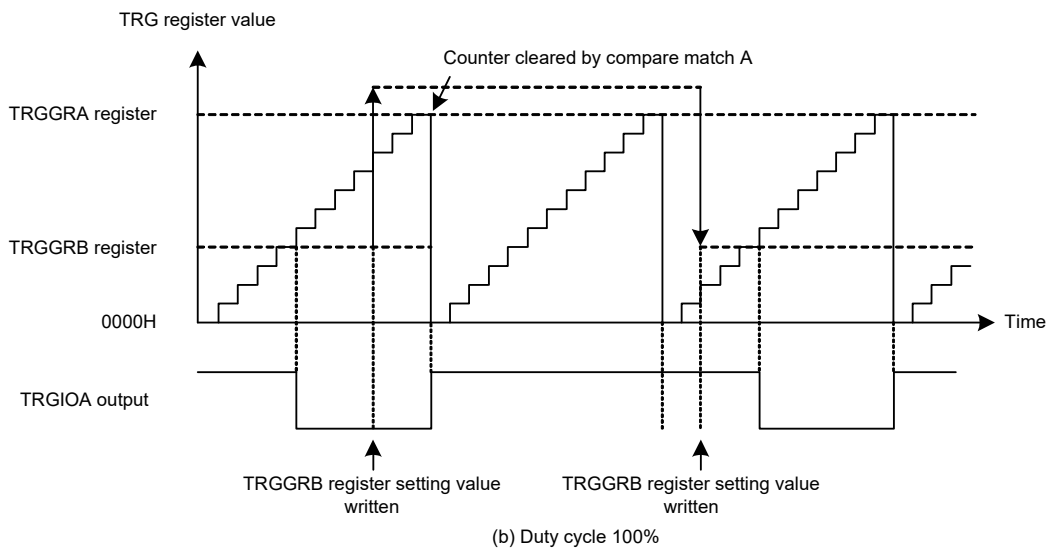 TRG register value
Counter cleared by compare match A
TRGGRA register
TRGGRB register
0000H
Time
TRGIOA output
TRGGRB register setting value
written
TRGGRB register setting value
written
(b) Duty cycle 100%